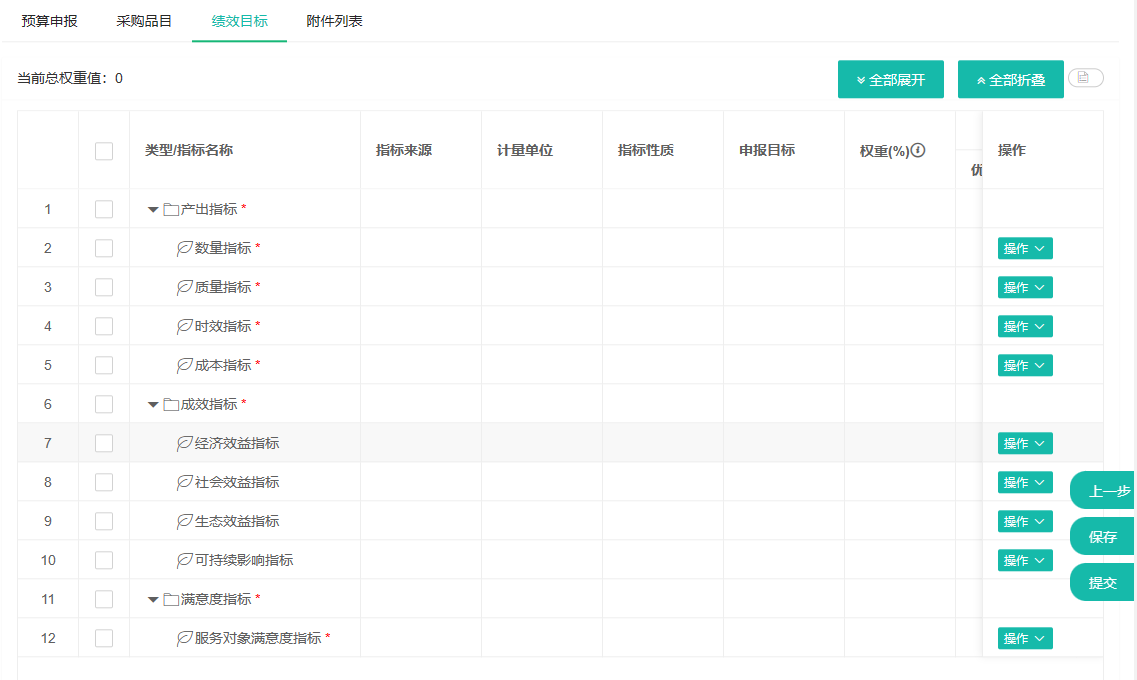 预算申报 采购品目 绩效目标 附件列表
当前总权重值：0 全部展开 全部折叠
类型/指标名称 指标来源 计量单位 指标性质 申报目标 权重(%) 操作
优
1 产出指标 *
2 数量指标 * 操作
3 质量指标 * 操作
4 时效指标 * 操作
5 成本指标 * 操作
6 成效指标 *
7 经济效益指标 操作
8 社会效益指标 操作
上一步
9 生态效益指标 操作
保存
10 可持续影响指标 操作
提交
11 满意度指标 *
12 服务对象满意度指标 * 操作